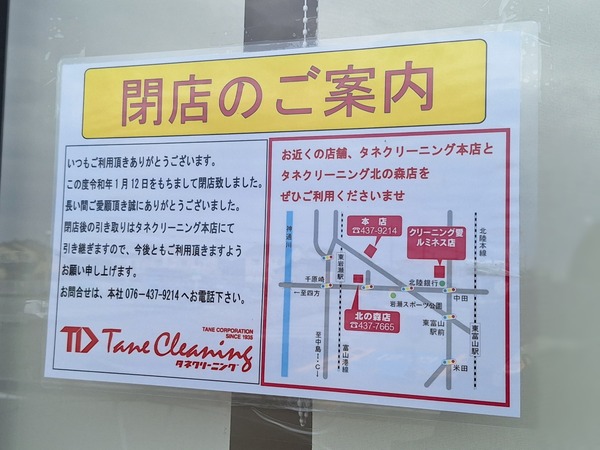 閉店のご案内
いつもご利用頂きありがとうございます。
この度令和年1月12日をもちまして閉店致しました。
長い間ご愛顧頂き誠にありがとうございました。
閉店後の引き取りはタネクリーニング本店にて
引き継ぎますので、今後ともご利用頂きますよう
お願い申し上げます。
お問合せは、本社 076-437-9214 へお電話下さい。
TANE CORPORATION
SINCE 1935
Tane Cleaning
タネクリーニング
お近くの店舗、タネクリーニング本店と
タネクリーニング北の森店を
ぜひご利用くださいませ
神通川
本店
☎437-9214
クリーニング愛
ルミネス店
北陸本線
東岩瀬駅
千原崎
←至四方
北陸銀行
中田
岩瀬スポーツ公園
北の森店
☎437-7665
東富山
駅前
東富山駅
至中島I・C
富山港線
米田